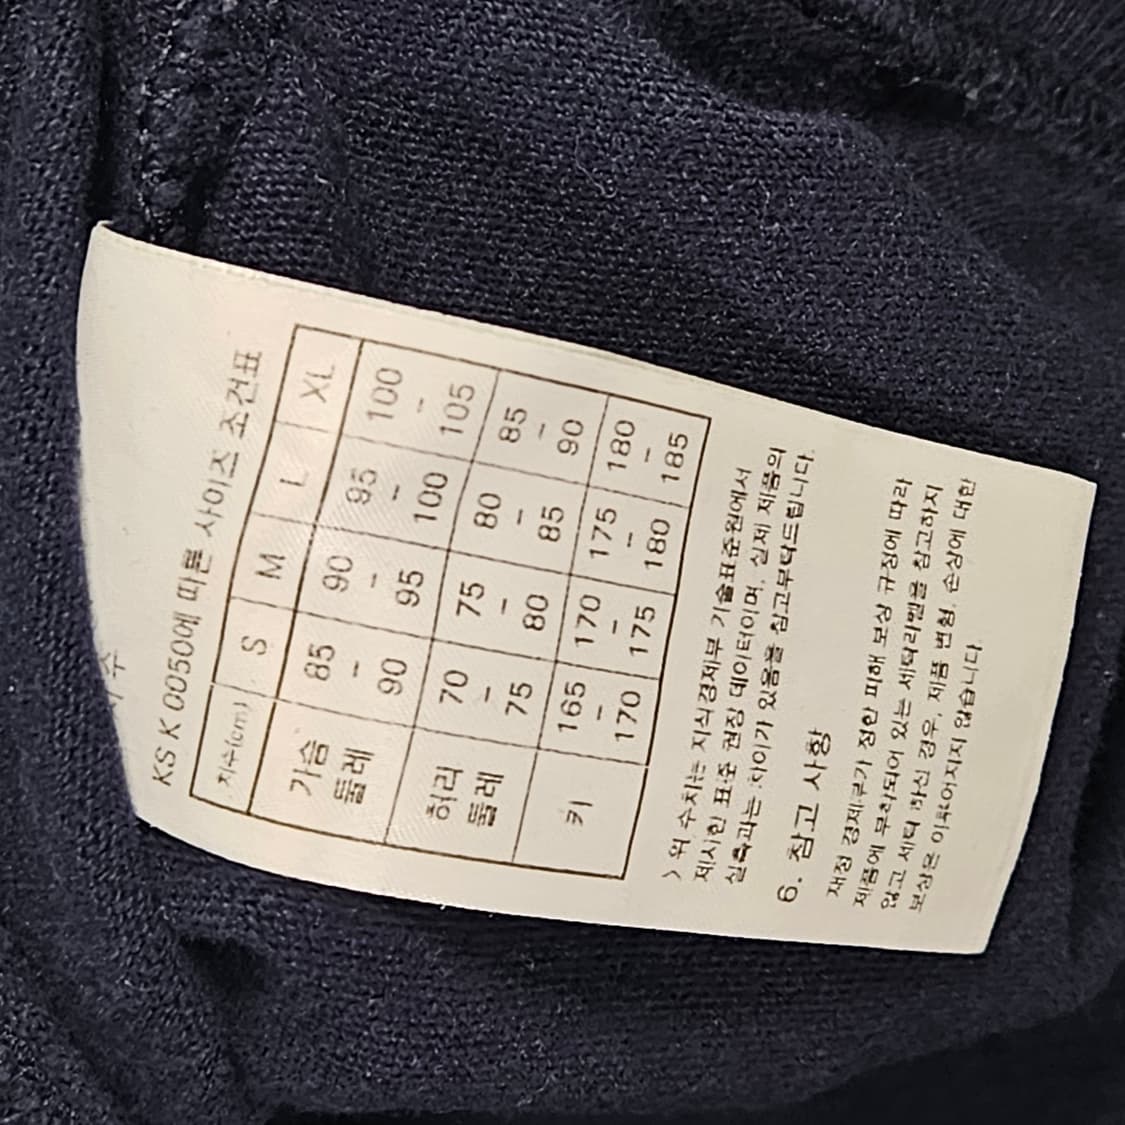 치수
KS K 0050에 따른 사이즈 조건표
치수(cm) S M L XL
가슴 둘레 85 - 90 90 - 95 95 - 100 100 - 105
허리 둘레 70 - 75 75 - 80 80 - 85 85 - 90
키 165 - 170 170 - 175 175 - 180 180 - 185
> 위 수치는 지식경제부 기술표준원에서
제시한 표준 권장 데이터이며, 실제 제품의
실측과는 차이가 있음을 참고부탁드립니다.
6. 참고 사항
재정 경제부가 정한 피해 보상 규정에 따라
제품에 부착되어 있는 세탁라벨을 참고하지
않고 세탁 하신 경우, 제품 변형, 손상에 대한
보상은 이루어지지 않습니다.